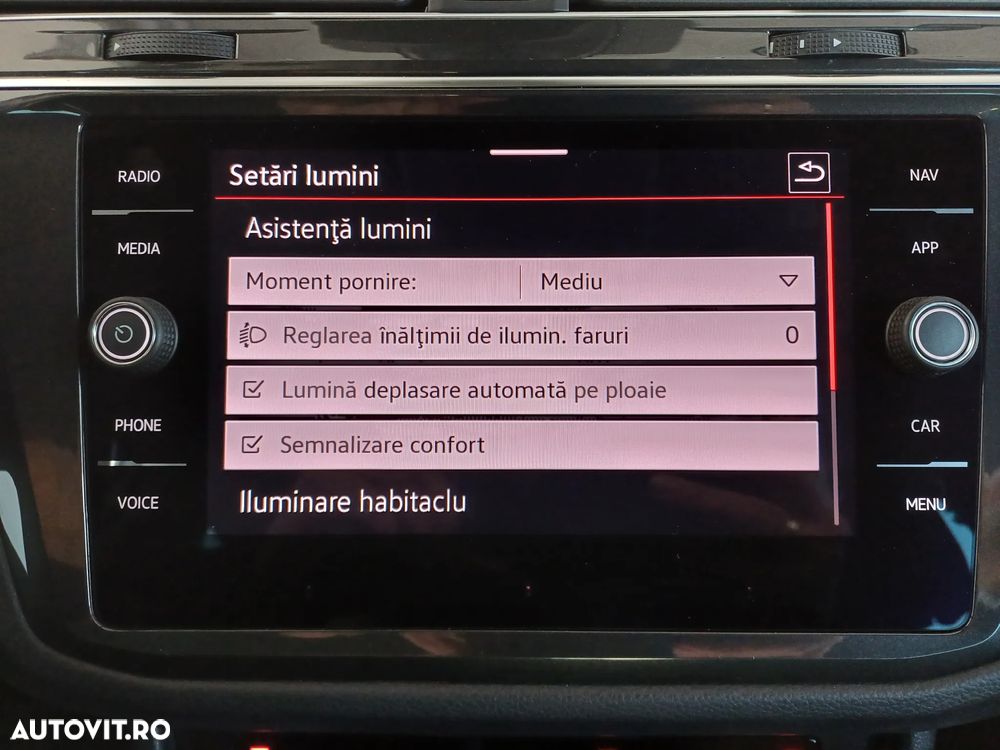 RADIO
MEDIA
PHONE
VOICE
Setări lumini
Asistenţă lumini
Moment pornire: Mediu
Reglarea înălţimii de ilumin. faruri 0
Lumină deplasare automată pe ploaie
Semnalizare confort
Iluminare habitaclu
NAV
APP
CAR
MENU
AUTOVIT.RO